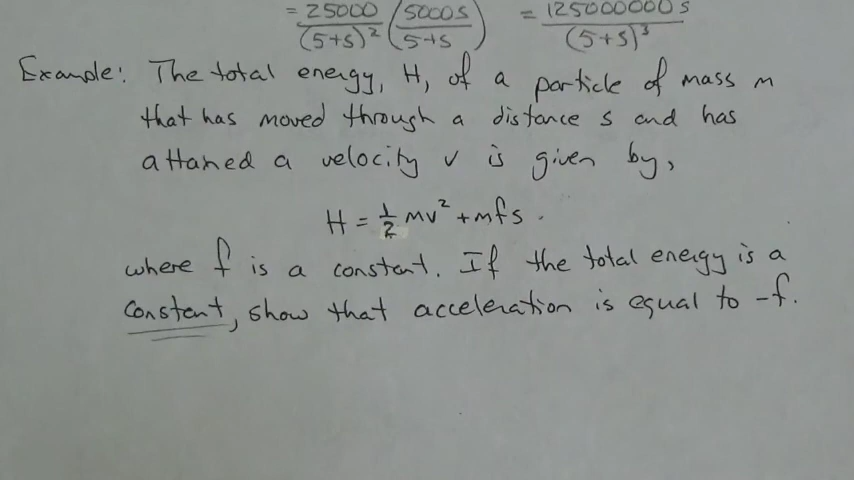 = 25000/(5+s)² (5000s/5+s) = 125000000s/(5+s)³
Example: The total energy, H, of a particle of mass m
that has moved through a distance s and has
attained a velocity v is given by,
H = ½ mv² + mfs.
where f is a constant. If the total energy is a
constant, show that acceleration is equal to -f.